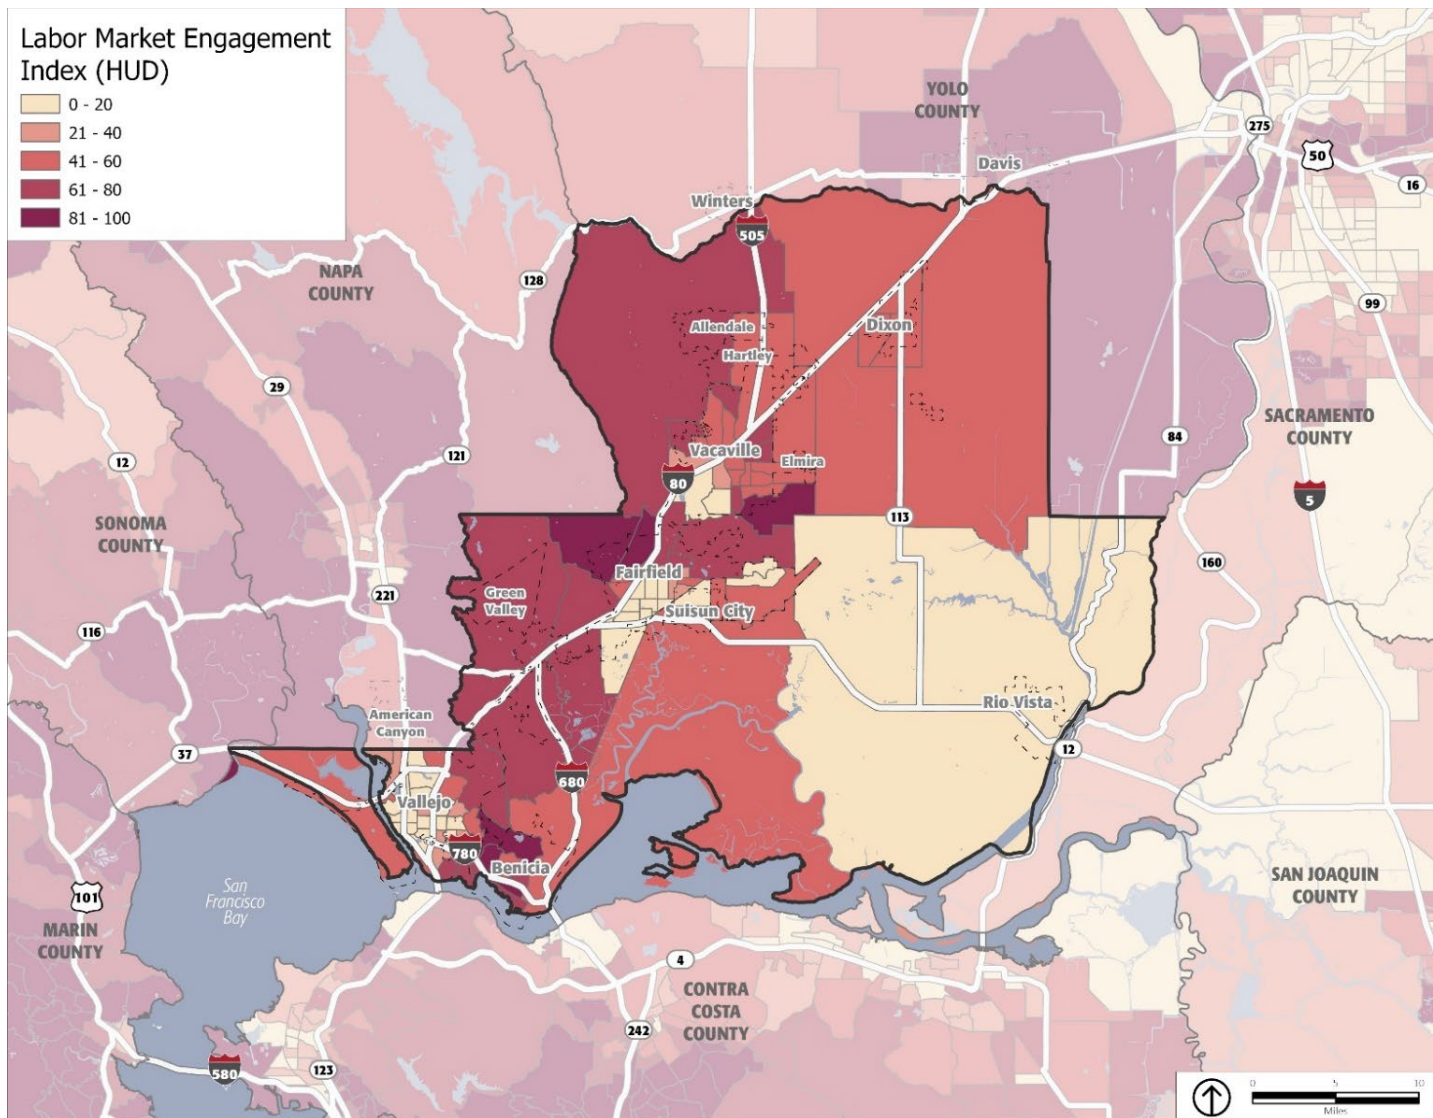 Labor Market Engagement
Index (HUD)
0 - 20
21 - 40
41 - 60
61 - 80
81 - 100
YOLO
COUNTY
275
50
Davis
16
Winters
505
NAPA
COUNTY
128
99
Allendale
Dixon
Hartley
29
SACRAMENTO
COUNTY
84
12
121
Vacaville
Elmira
80
5
SONOMA
COUNTY
113
160
Fairfield
221
Green
Valley
Suisun City
116
Rio Vista
American
Canyon
37
12
680
Vallejo
780
Benicia
San
Francisco
Bay
101
SAN JOAQUIN
COUNTY
MARIN
COUNTY
4
CONTRA
COSTA
COUNTY
242
580
123
0 5 10
Miles